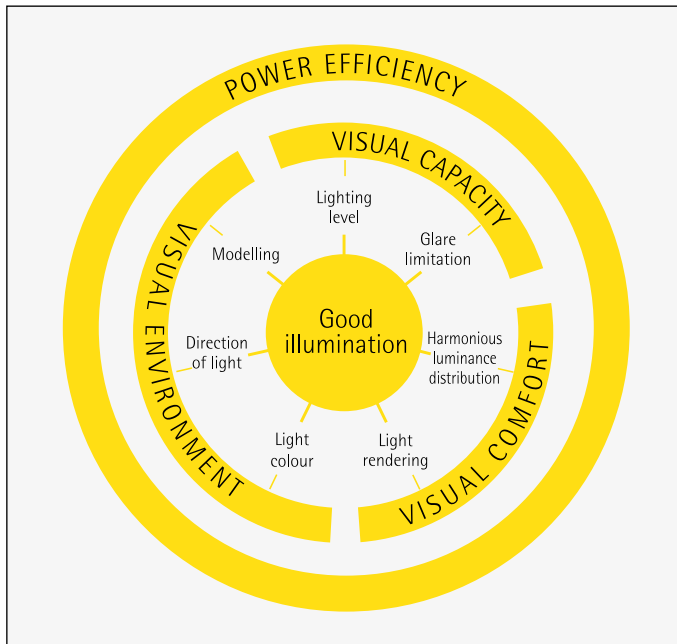 POWER EFFICIENCY
VISUAL CAPACITY
Lighting
level
Glare
limitation
Modelling
VISUAL ENVIRONMENT
Good
illumination
Direction
of light
Harmonious
luminance
distribution
VISUAL COMFORT
Light
colour
Light
rendering